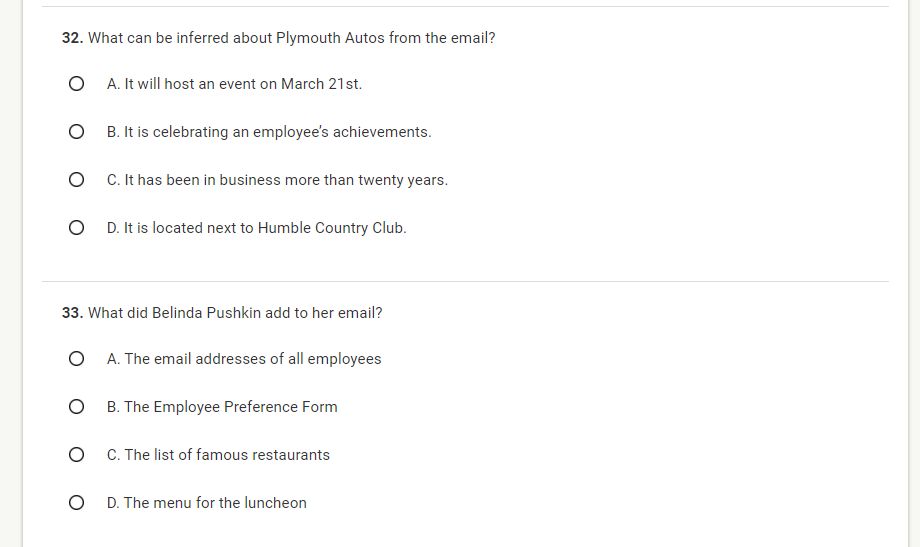 32. What can be inferred about Plymouth Autos from the email?
A. It will host an event on March 21st.
B. It is celebrating an employee's achievements.
C. It has been in business more than twenty years.
D. It is located next to Humble Country Club.
33. What did Belinda Pushkin add to her email?
A. The email addresses of all employees
B. The Employee Preference Form
C. The list of famous restaurants
D. The menu for the luncheon